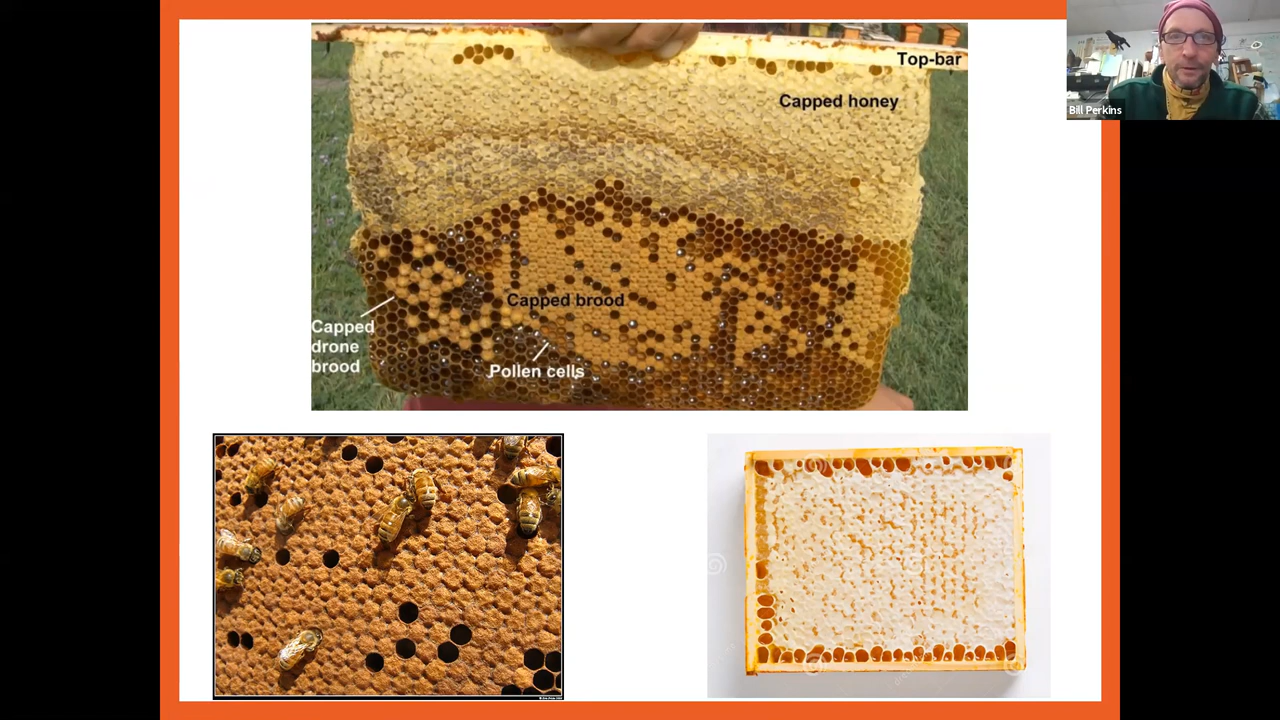 Top-bar
Capped honey
Bill Perkins
Capped brood
Capped
drone
brood
Pollen cells